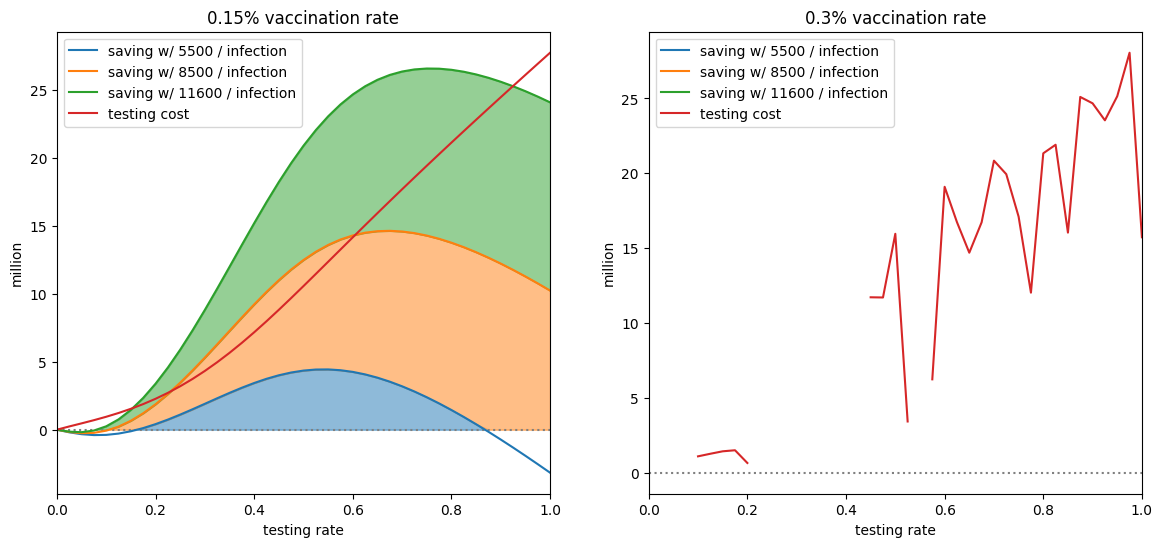 0.15% vaccination rate
saving w/ 5500 / infection
saving w/ 8500 / infection
saving w/ 11600 / infection
testing cost
million
25
20
15
10
5
0
0.0 0.2 0.4 0.6 0.8 1.0
testing rate
0.3% vaccination rate
saving w/ 5500 / infection
saving w/ 8500 / infection
saving w/ 11600 / infection
testing cost
million
25
20
15
10
5
0
0.0 0.2 0.4 0.6 0.8 1.0
testing rate